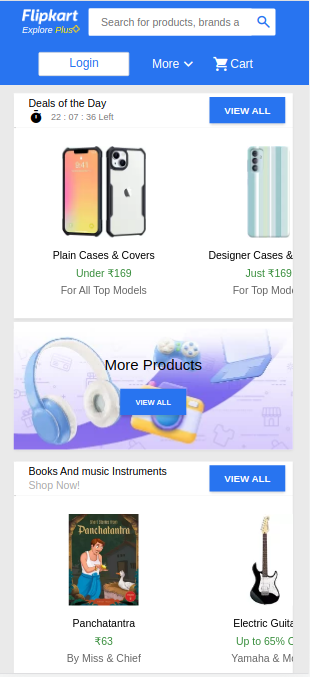 Flipkart
Explore Plus
Search for products, brands a
Login
More
Cart
Deals of the Day
22 : 07 : 36 Left
VIEW ALL
Plain Cases & Covers
Under ₹169
For All Top Models
Designer Cases &
Just ₹169
For Top Mode
More Products
VIEW ALL
Books And music Instruments
Shop Now!
VIEW ALL
Panchatantra
Panchatantra
₹63
By Miss & Chief
Electric Guita
Up to 65% O
Yamaha & Mo